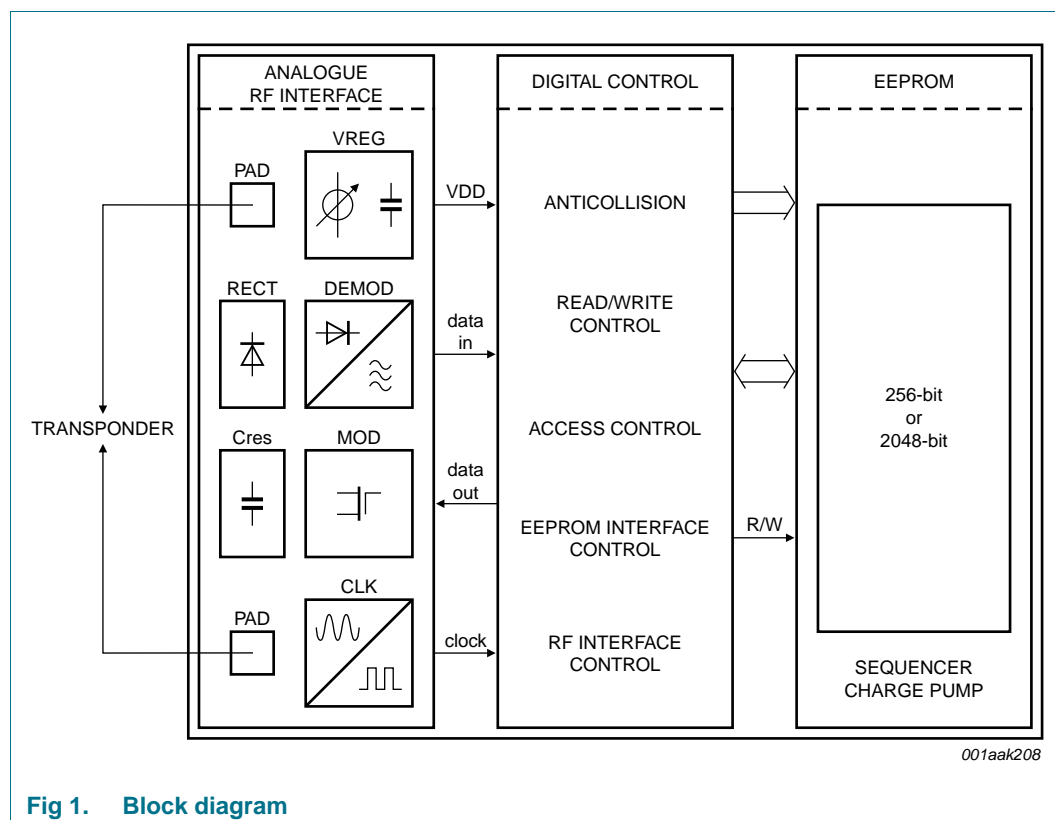 ANALOGUE
RF INTERFACE
VREG
PAD
RECT
DEMOD
TRANSPONDER
Cres
MOD
CLK
PAD
VDD
data
in
data
out
clock
DIGITAL CONTROL
ANTICOLLISION
READ/WRITE
CONTROL
ACCESS CONTROL
EEPROM INTERFACE
CONTROL
RF INTERFACE
CONTROL
R/W
EEPROM
256-bit
or
2048-bit
SEQUENCER
CHARGE PUMP
001aak208
Fig 1. Block diagram